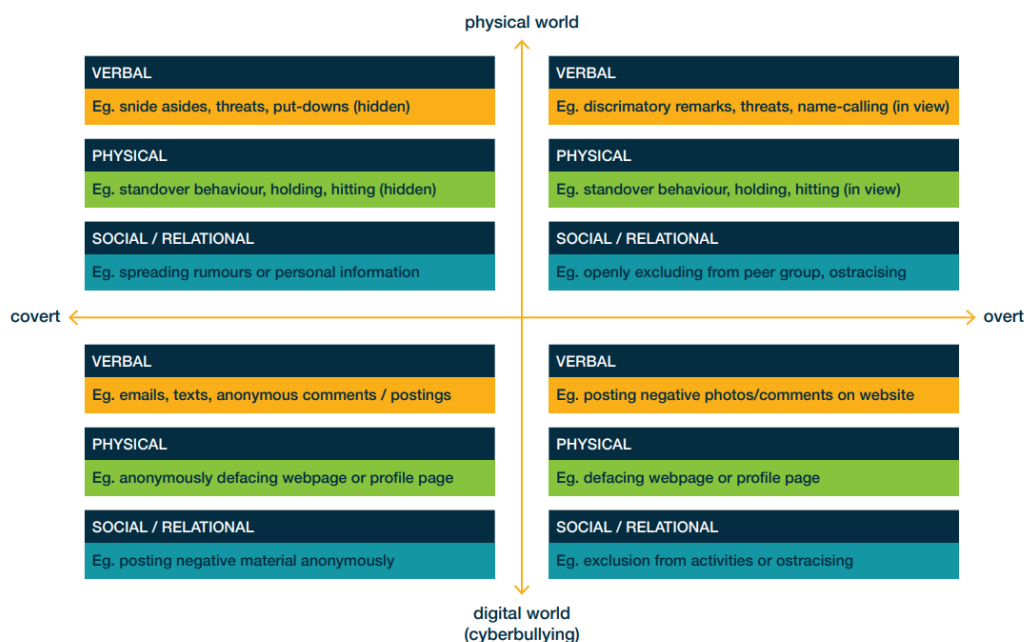 physical world
VERBAL
Eg. snide asides, threats, put-downs (hidden)
PHYSICAL
Eg. standover behaviour, holding, hitting (hidden)
SOCIAL / RELATIONAL
Eg. spreading rumours or personal information
VERBAL
Eg. discrimatory remarks, threats, name-calling (in view)
PHYSICAL
Eg. standover behaviour, holding, hitting (in view)
SOCIAL / RELATIONAL
Eg. openly excluding from peer group, ostracising
covert
overt
VERBAL
Eg. emails, texts, anonymous comments / postings
PHYSICAL
Eg. anonymously defacing webpage or profile page
SOCIAL / RELATIONAL
Eg. posting negative material anonymously
VERBAL
Eg. posting negative photos/comments on website
PHYSICAL
Eg. defacing webpage or profile page
SOCIAL / RELATIONAL
Eg. exclusion from activities or ostracising
digital world
(cyberbullying)